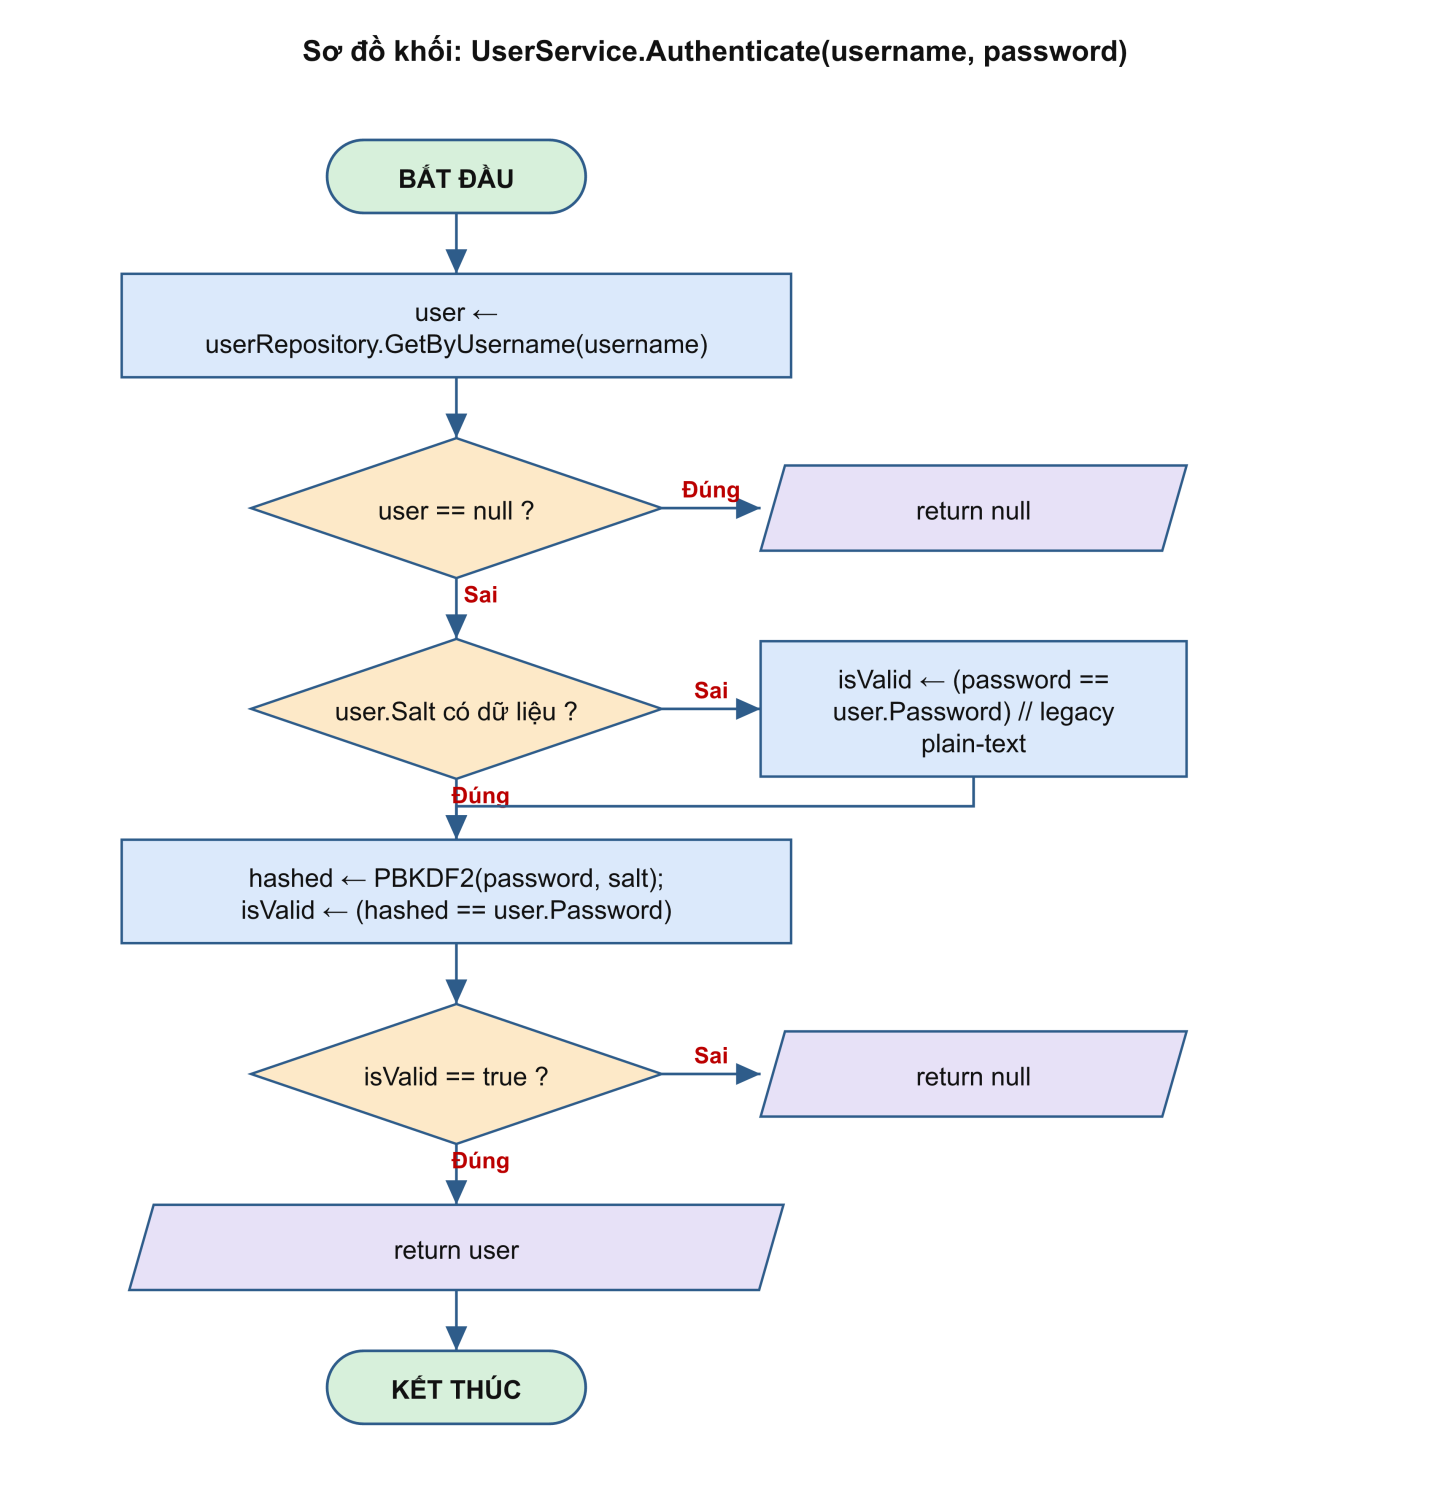 Sơ đồ khối: UserService.Authenticate(username, password)
BẮT ĐẦU
user ←
userRepository.GetByUsername(username)
user == null ?
Đúng
return null
Sai
user.Salt có dữ liệu ?
Sai
isValid ← (password ==
user.Password) // legacy
plain-text
Đúng
hashed ← PBKDF2(password, salt);
isValid ← (hashed == user.Password)
isValid == true ?
Sai
return null
Đúng
return user
KẾT THÚC